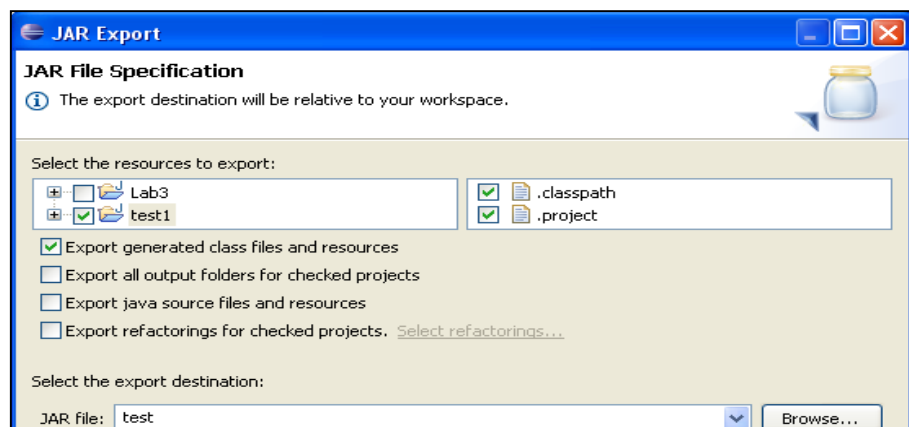 JAR Export
JAR File Specification
The export destination will be relative to your workspace.
Select the resources to export:
Lab3
test1
.classpath
.project
Export generated class files and resources
Export all output folders for checked projects
Export java source files and resources
Export refactorings for checked projects. Select refactorings...
Select the export destination:
JAR file: test Browse...